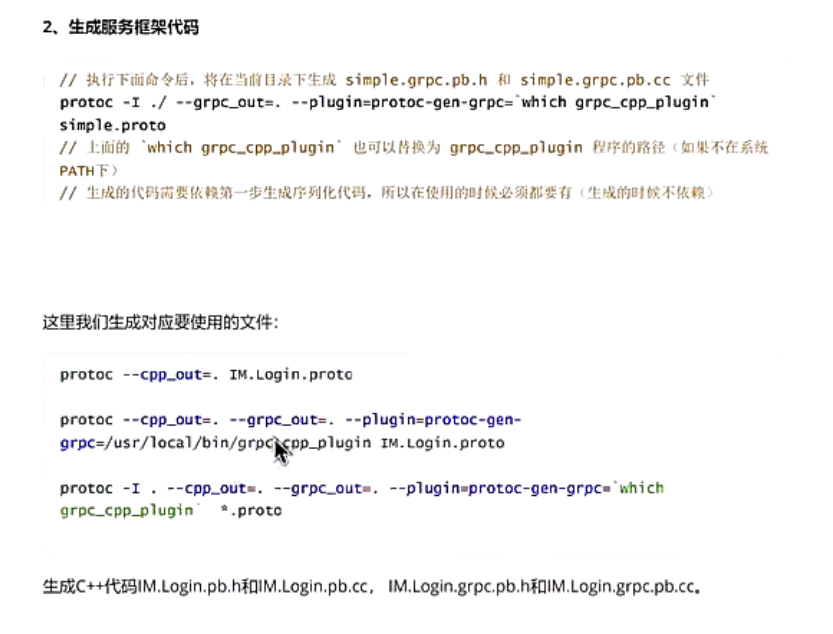 2、生成服务框架代码
// 执行下面命令后，将在当前目录下生成 simple.grpc.pb.h 和 simple.grpc.pb.cc 文件
protoc -I ./ --grpc_out=. --plugin=protoc-gen-grpc=`which grpc_cpp_plugin`
simple.proto
// 上面的 `which grpc_cpp_plugin` 也可以替换为 grpc_cpp_plugin 程序的路径（如果不在系统
PATH下）
// 生成的代码需要依赖第一步生成序列化代码，所以在使用的时候必须都要有（生成的时候不依赖）
这里我们生成对应要使用的文件：
protoc --cpp_out=. IM.Login.proto
protoc --cpp_out=. --grpc_out=. --plugin=protoc-gen-
grpc=/usr/local/bin/grpc_cpp_plugin IM.Login.proto
protoc -I . --cpp_out=. --grpc_out=. --plugin=protoc-gen-grpc=`which
grpc_cpp_plugin` *.proto
生成C++代码IM.Login.pb.h和IM.Login.pb.cc， IM.Login.grpc.pb.h和IM.Login.grpc.pb.cc。